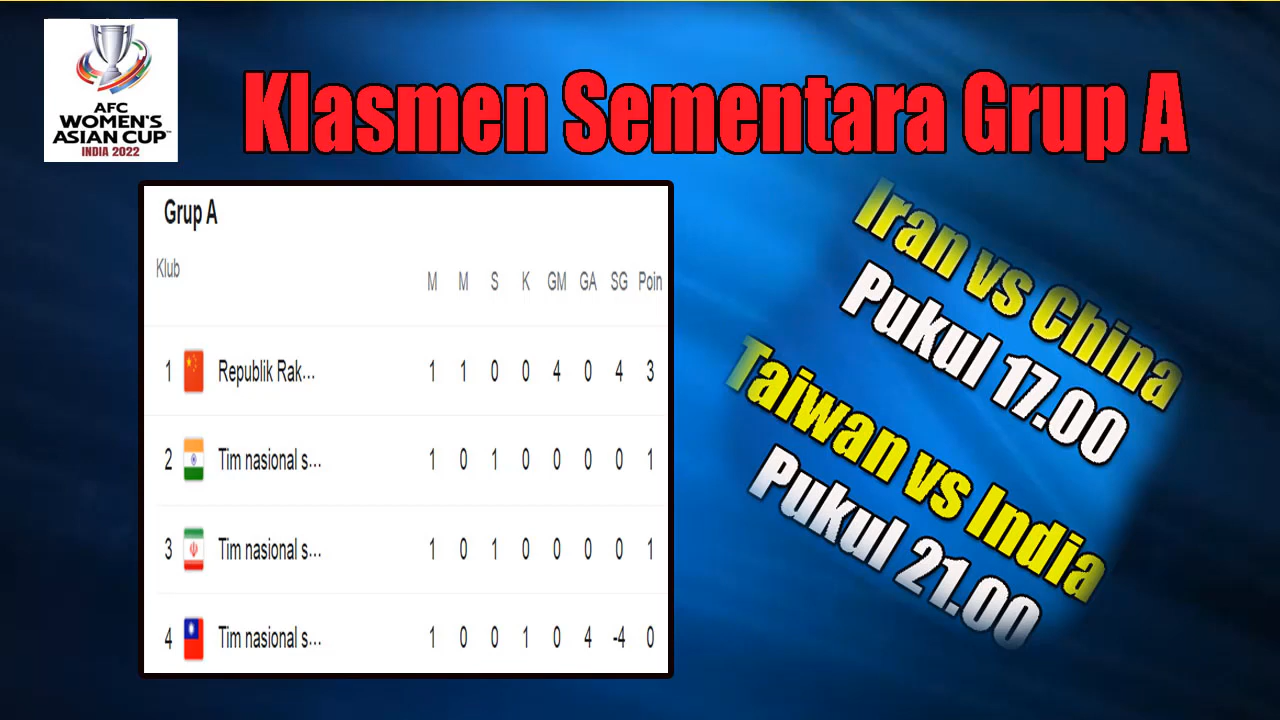 AFC
WOMEN'S
ASIAN CUP™
INDIA 2022
Klasmen Sementara Grup A
Grup A
Klub M M S K GM GA SG Poin
1 Republik Rak... 1 1 0 0 4 0 4 3
2 Tim nasional s... 1 0 1 0 0 0 0 1
3 Tim nasional s... 1 0 1 0 0 0 0 1
4 Tim nasional s... 1 0 0 1 0 4 -4 0
Iran vs China
Pukul 17.00
Taiwan vs India
Pukul 21.00